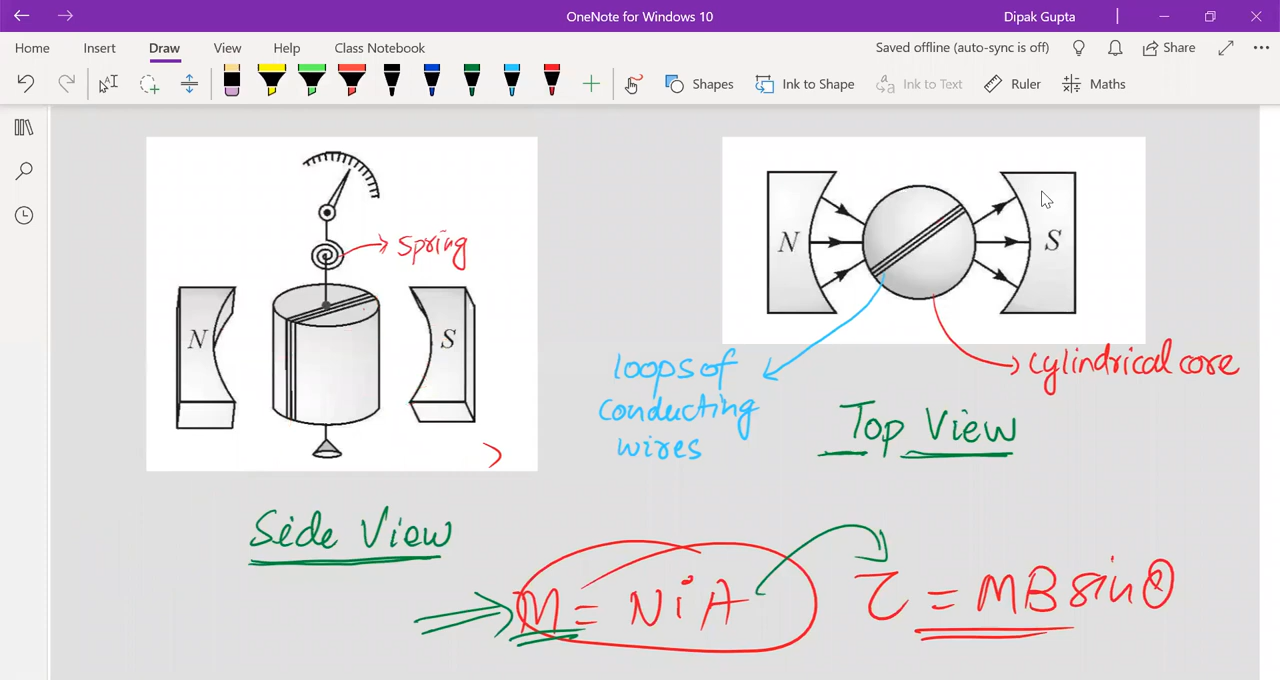 OneNote for Windows 10
Dipak Gupta
Home Insert Draw View Help Class Notebook
Saved offline (auto-sync is off)
Share
Shapes
Ink to Shape
Ink to Text
Ruler
Maths
spring
N
S
Side View
N
S
loops of
conducting
wires
cylindrical core
Top View
M = NiA
τ = MB sinθ